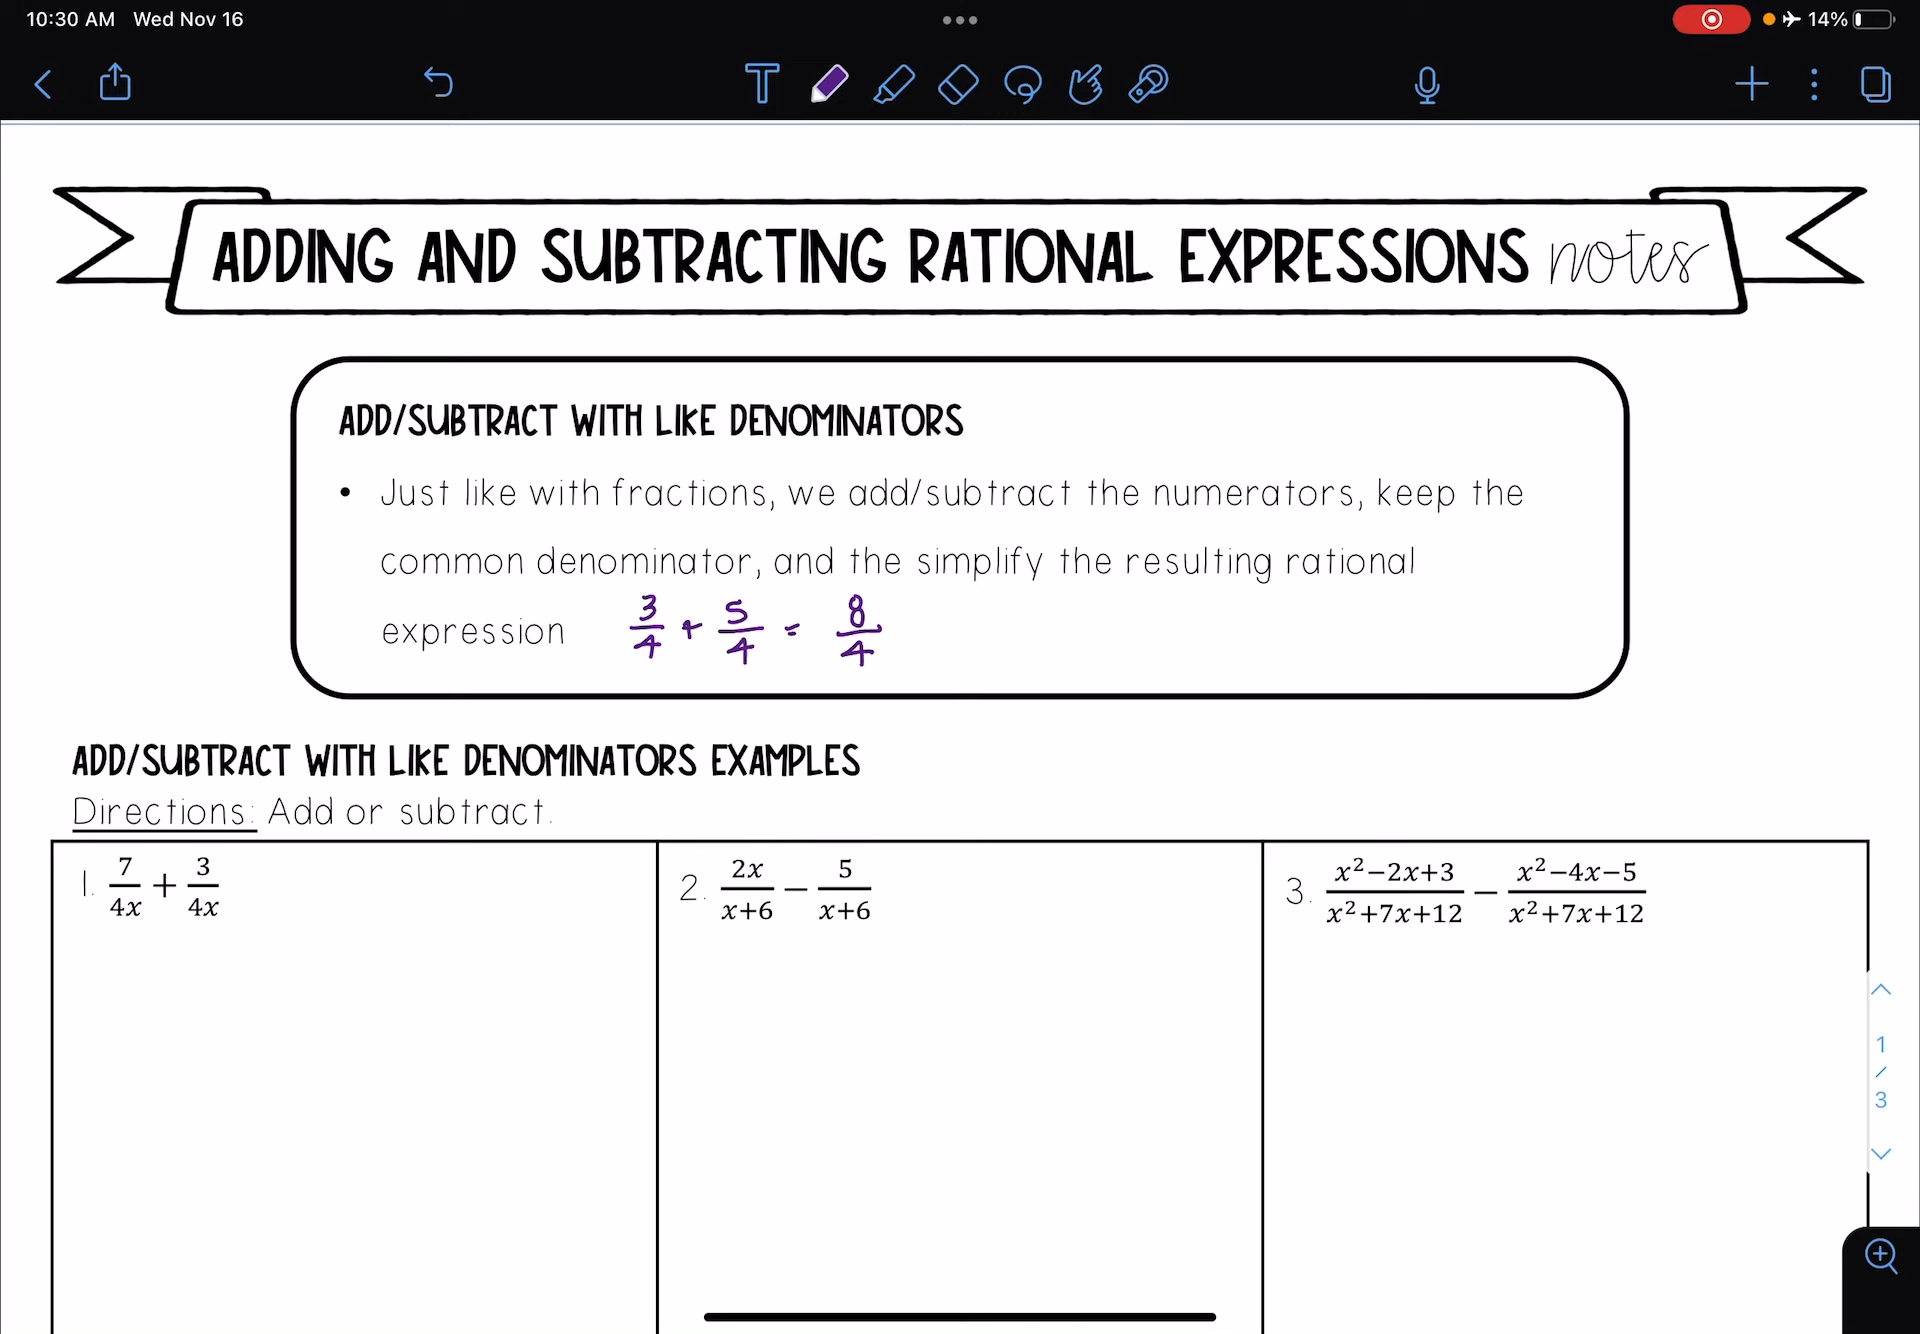 10:30 AM Wed Nov 16
14%
ADDING AND SUBTRACTING RATIONAL EXPRESSIONS notes
ADD/SUBTRACT WITH LIKE DENOMINATORS
• Just like with fractions, we add/subtract the numerators, keep the
common denominator, and the simplify the resulting rational
expression 3/4 + 5/4 = 8/4
ADD/SUBTRACT WITH LIKE DENOMINATORS EXAMPLES
Directions: Add or subtract.
1. 7/4x + 3/4x
2. 2x/x+6 − 5/x+6
3. x²−2x+3/x²+7x+12 − x²−4x−5/x²+7x+12
1
/
3